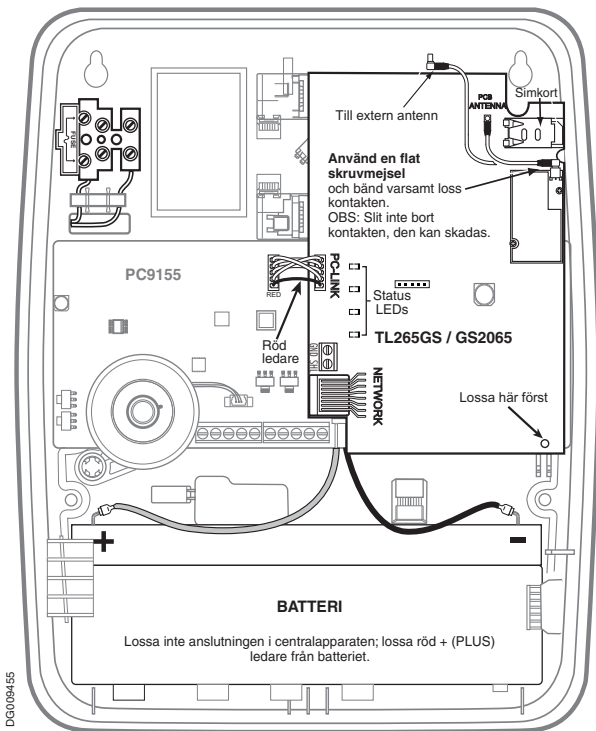 Till extern antenn
PCB
ANTENNA
Simkort
FUSE
Använd en flat
skruvmejsel
och bänd varsamt loss
kontakten.
OBS: Slit inte bort
kontakten, den kan skadas.
PC9155
RED
PC-LINK
Status
LEDs
Röd
ledare
TL265GS / GS2065
GND SH
NETWORK
Lossa här först
+
-
BATTERI
Lossa inte anslutningen i centralapparaten; lossa röd + (PLUS)
ledare från batteriet.
DG009455